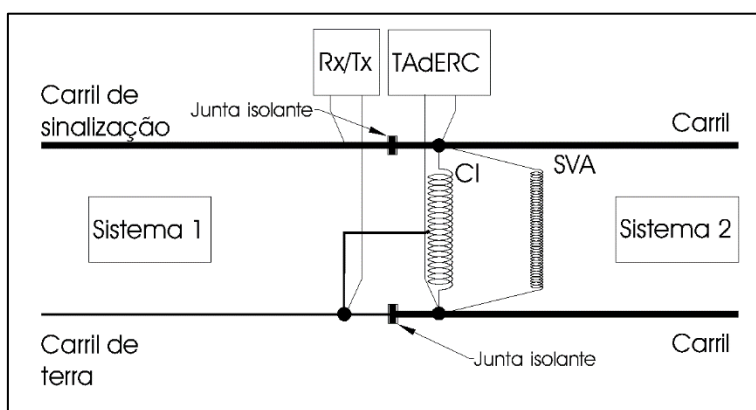 Rx/Tx
TAdERC
Carril de
sinalização
Junta isolante
Carril
CI
SVA
Sistema 1
Sistema 2
Carril de
terra
Junta isolante
Carril